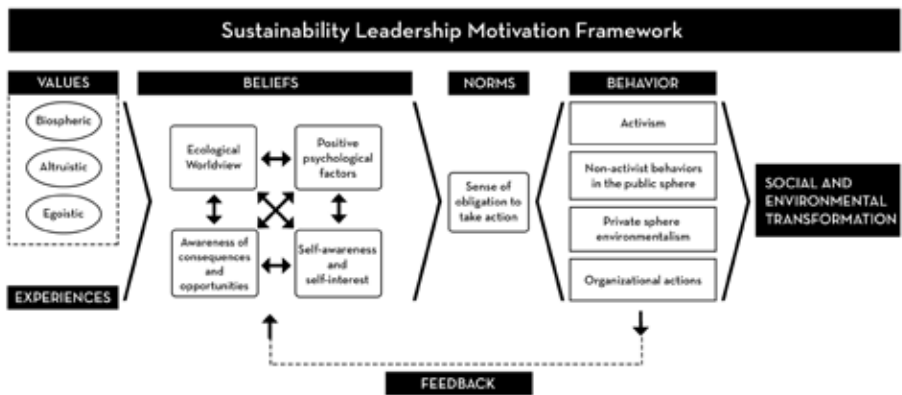 Sustainability Leadership Motivation Framework
VALUES
Biospheric
Altruistic
Egoistic
EXPERIENCES
BELIEFS
Ecological
Worldview
Positive
psychological
factors
Awareness of
consequences
and
opportunities
Self-awareness
and
self-interest
NORMS
Sense of
obligation to
take action
BEHAVIOR
Activism
Non-activist behaviors
in the public sphere
Private sphere
environmentalism
Organizational actions
SOCIAL AND
ENVIRONMENTAL
TRANSFORMATION
FEEDBACK